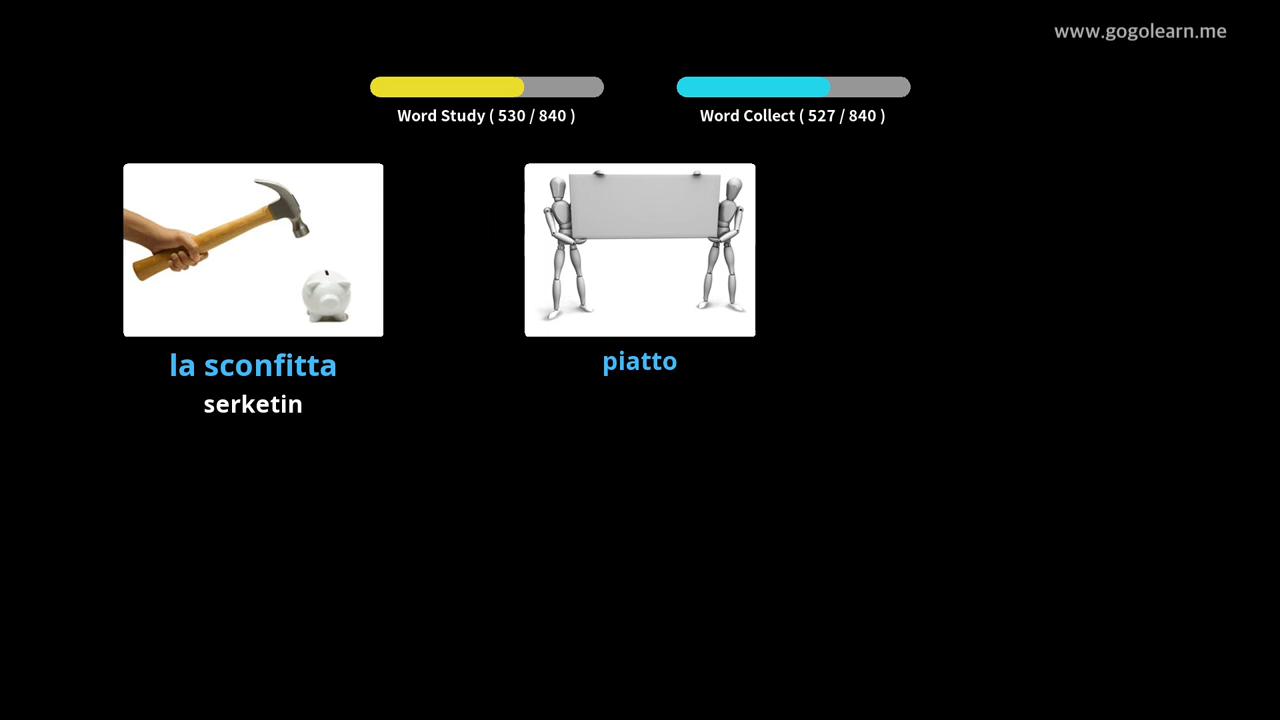 www.gogolearn.me
Word Study ( 530 / 840 )
Word Collect ( 527 / 840 )
la sconfitta
serketin
piatto